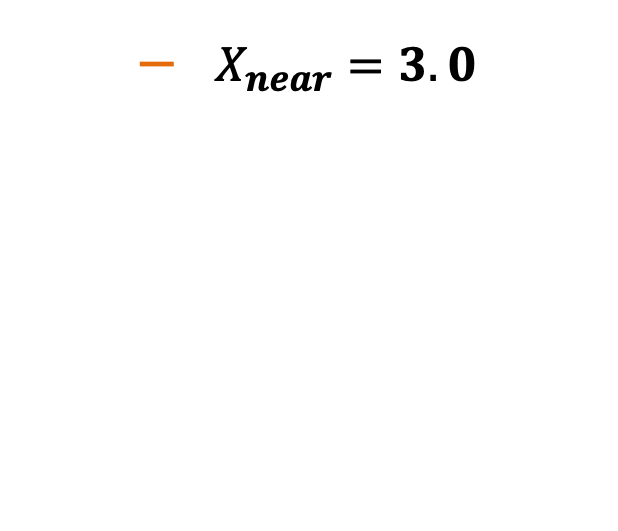 – X_near = 3.0